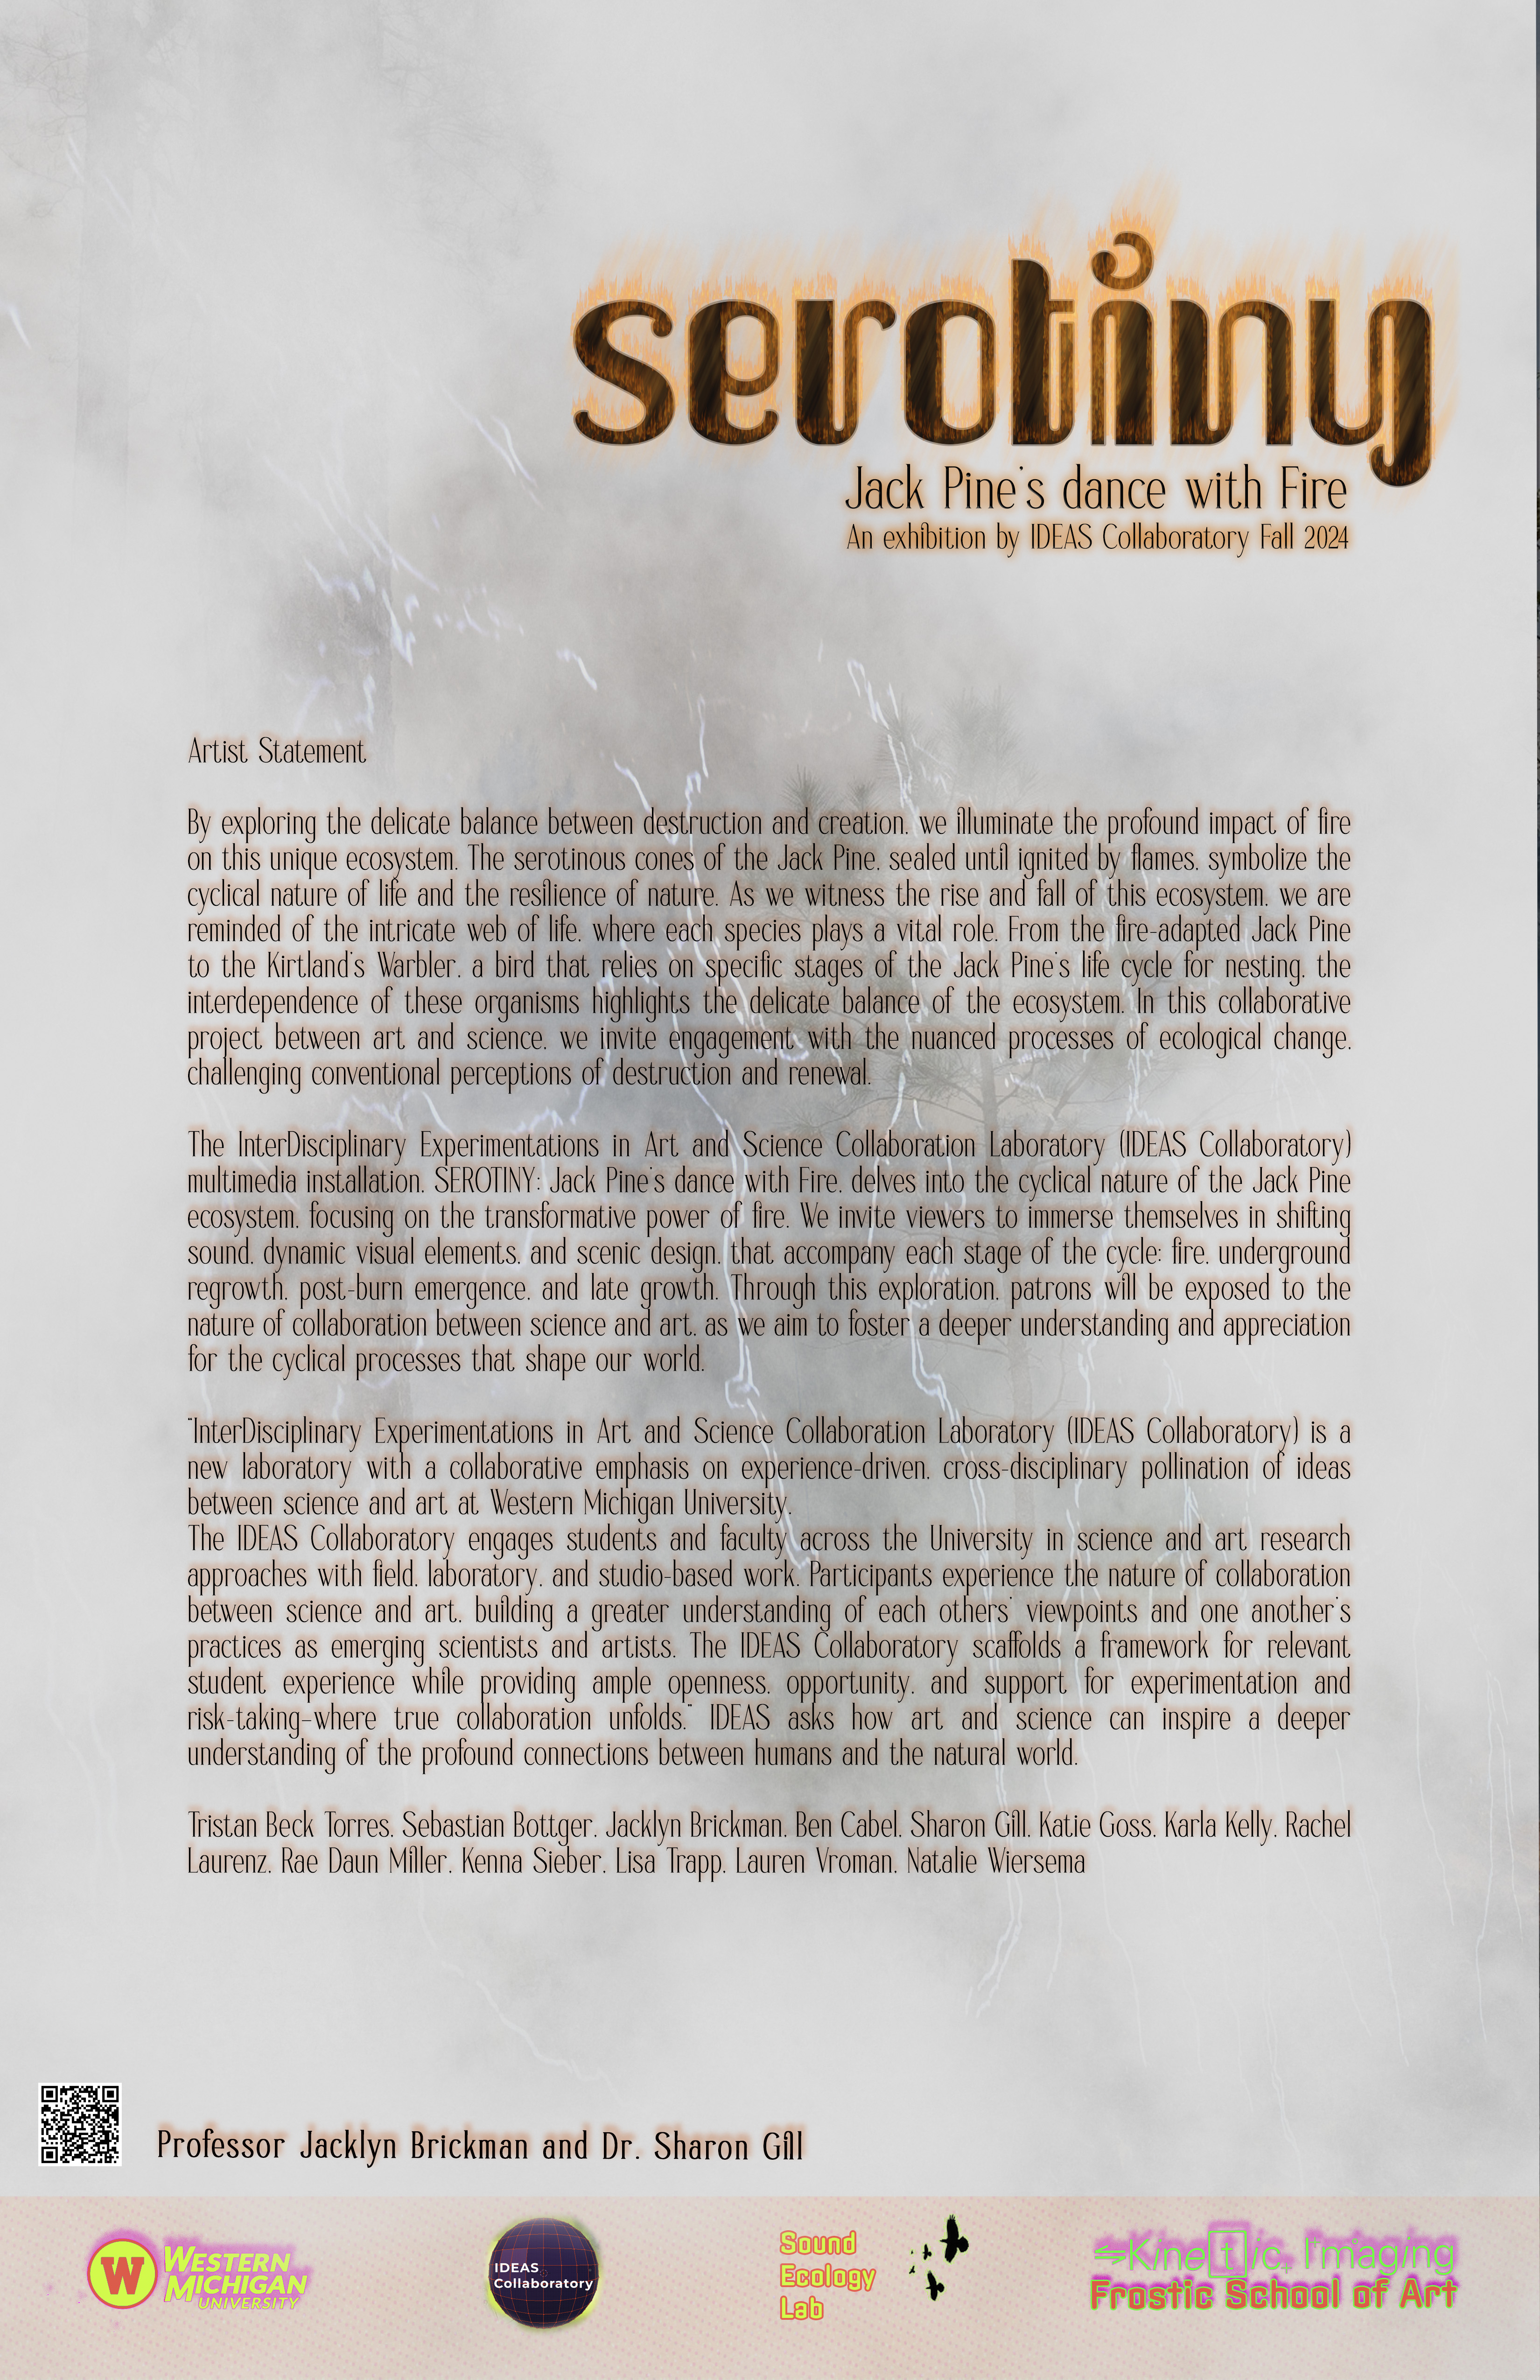 serotiny
Jack Pine's dance with Fire
An exhibition by IDEAS Collaboratory Fall 2024
Artist Statement
By exploring the delicate balance between destruction and creation, we illuminate the profound impact of fire
on this unique ecosystem. The serotinous cones of the Jack Pine, sealed until ignited by flames, symbolize the
cyclical nature of life and the resilience of nature. As we witness the rise and fall of this ecosystem, we are
reminded of the intricate web of life, where each species plays a vital role. From the fire-adapted Jack Pine
to the Kirtland's Warbler, a bird that relies on specific stages of the Jack Pine's life cycle for nesting, the
interdependence of these organisms highlights the delicate balance of the ecosystem. In this collaborative
project between art and science, we invite engagement with the nuanced processes of ecological change,
challenging conventional perceptions of destruction and renewal.
The InterDisciplinary Experimentations in Art and Science Collaboration Laboratory (IDEAS Collaboratory)
multimedia installation, SEROTINY: Jack Pine's dance with Fire, delves into the cyclical nature of the Jack Pine
ecosystem, focusing on the transformative power of fire. We invite viewers to immerse themselves in shifting
sound, dynamic visual elements, and scenic design, that accompany each stage of the cycle: fire, underground
regrowth, post-burn emergence, and late growth. Through this exploration, patrons will be exposed to the
nature of collaboration between science and art, as we aim to foster a deeper understanding and appreciation
for the cyclical processes that shape our world.
"InterDisciplinary Experimentations in Art and Science Collaboration Laboratory (IDEAS Collaboratory) is a
new laboratory with a collaborative emphasis on experience-driven, cross-disciplinary pollination of ideas
between science and art at Western Michigan University.
The IDEAS Collaboratory engages students and faculty across the University in science and art research
approaches with field, laboratory, and studio-based work. Participants experience the nature of collaboration
between science and art, building a greater understanding of each others' viewpoints and one another's
practices as emerging scientists and artists. The IDEAS Collaboratory scaffolds a framework for relevant
student experience while providing ample openness, opportunity, and support for experimentation and
risk-taking–where true collaboration unfolds." IDEAS asks how art and science can inspire a deeper
understanding of the profound connections between humans and the natural world.
Tristan Beck Torres, Sebastian Bottger, Jacklyn Brickman, Ben Cabel, Sharon Gill, Katie Goss, Karla Kelly, Rachel
Laurenz, Rae Daun Miller, Kenna Sieber, Lisa Trapp, Lauren Vroman, Natalie Wiersema
Professor Jacklyn Brickman and Dr. Sharon Gill
W WESTERN
MICHIGAN
UNIVERSITY
IDEAS
Collaboratory
Sound
Ecology
Lab
Kinetic Imaging
Frostic School of Art